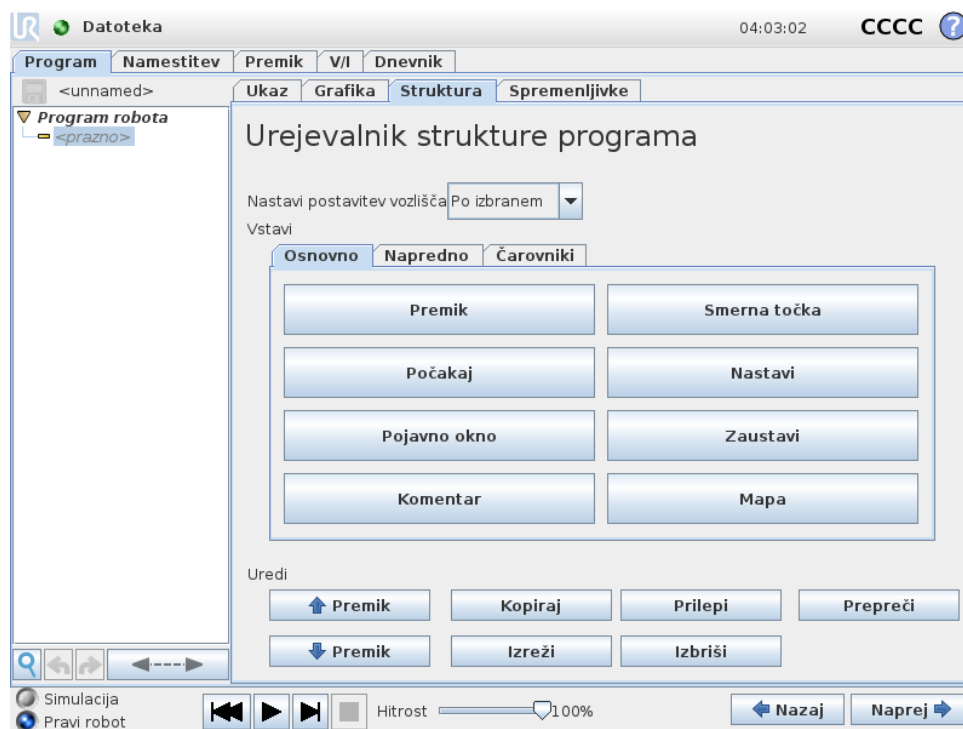 UR Datoteka 04:03:02 CCCC ?
Program Namestitev Premik V/I Dnevnik
<unnamed>
Ukaz Grafika Struktura Spremenljivke
Program robota
<prazno>
Urejevalnik strukture programa
Nastavi postavitev vozlišča Po izbranem
Vstavi
Osnovno Napredno Čarovniki
Premik Smerna točka
Počakaj Nastavi
Pojavno okno Zaustavi
Komentar Mapa
Uredi
Premik Kopiraj Prilepi Prepreči
Premik Izreži Izbriši
Simulacija
Pravi robot
Hitrost 100% Nazaj Naprej